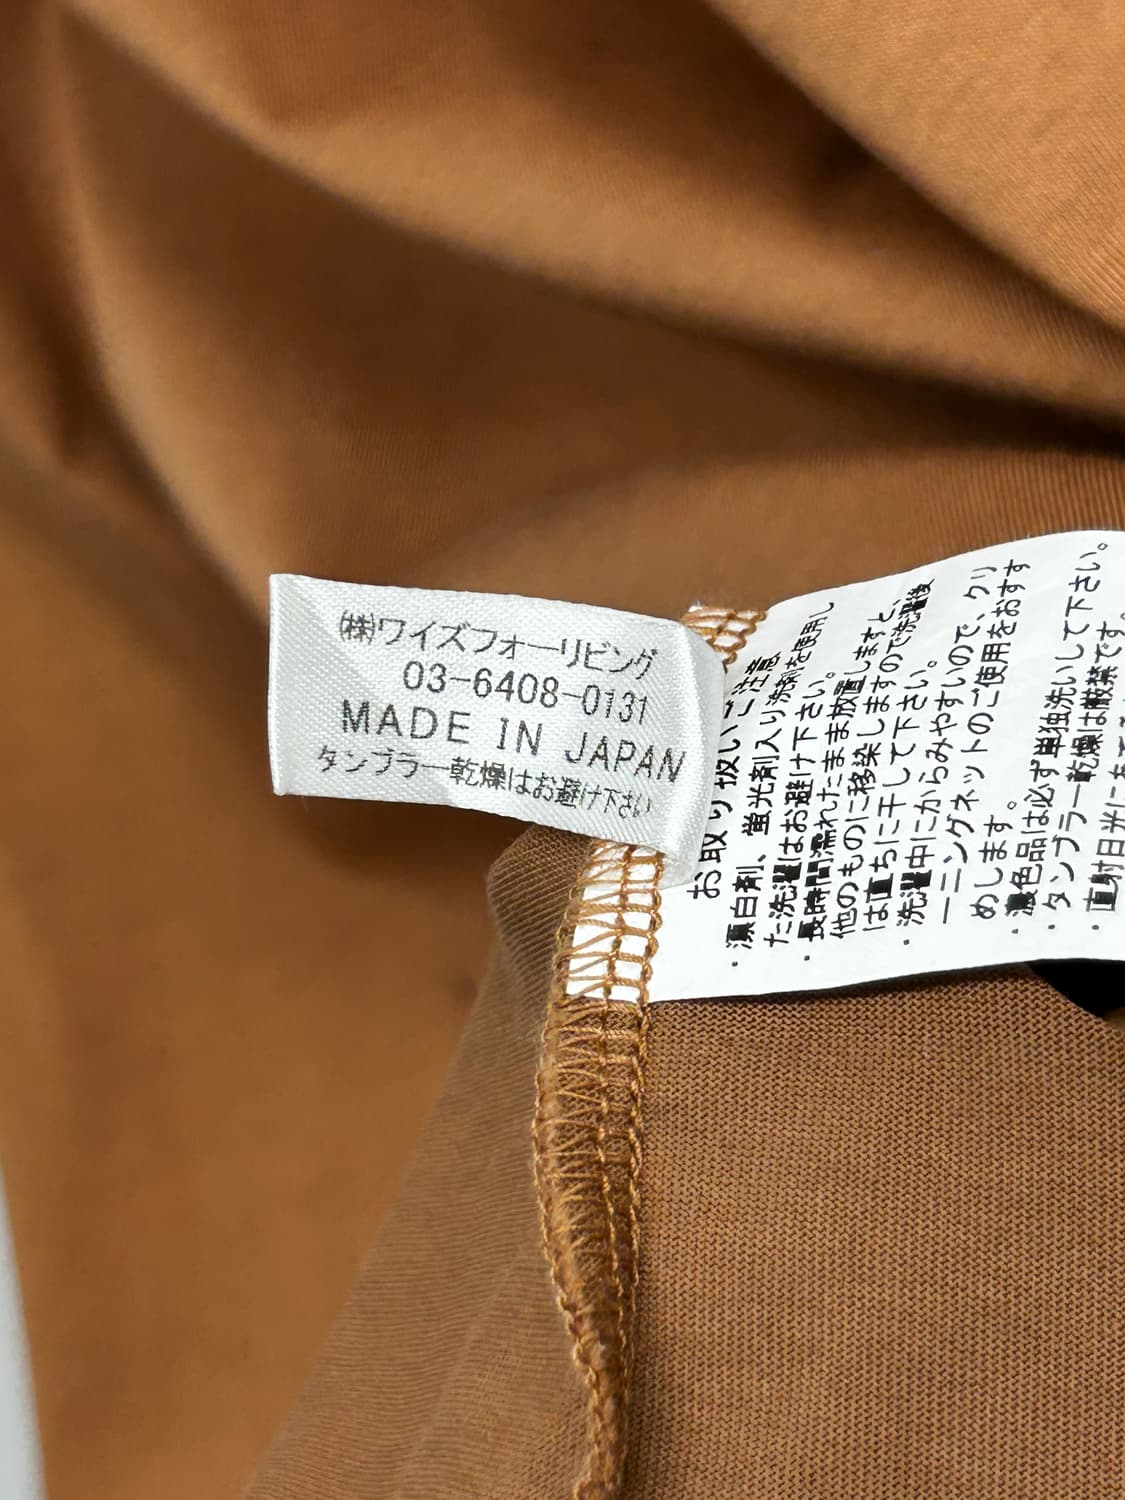 ㈱ワイズフォーリビング
03-6408-0131
MADE IN JAPAN
タンブラー乾燥はお避け下さい
お取り扱いご注意
・漂白剤、蛍光剤入り洗剤を使用し
た洗濯はお避け下さい。
・長時間濡れたまま放置しますと、
他のものに移染しますので洗濯後
は直ちに干して下さい。
・洗濯中にからみやすいので、クリ
ーニングネットのご使用をおすす
めします。
・濃色品は必ず単独洗いして下さい。
・タンブラー乾燥は厳禁です。
・直射日光に